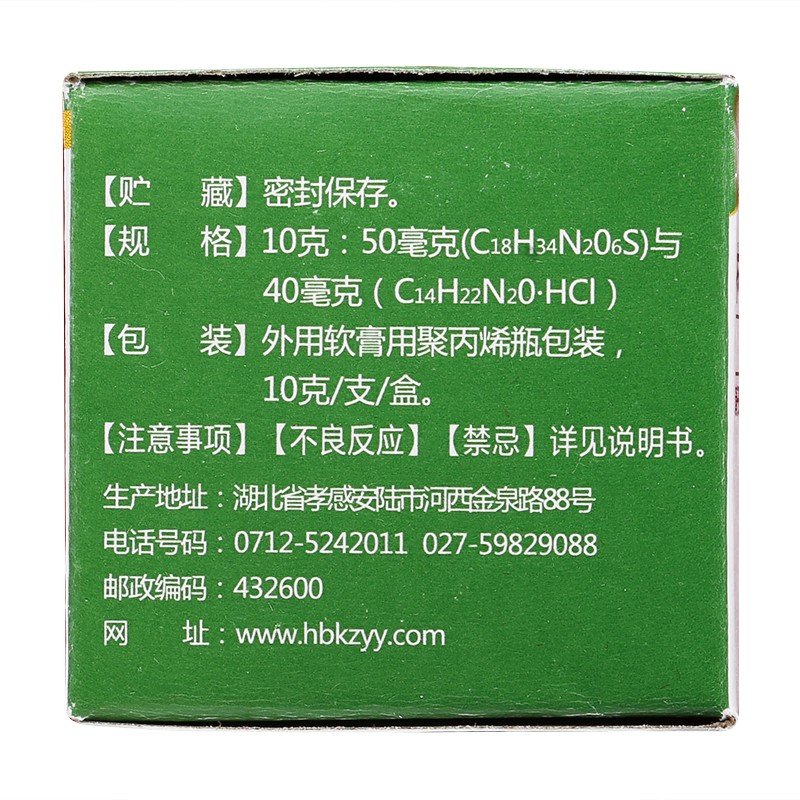 【贮 藏】密封保存。
【规 格】10克：50毫克(C18H34N2O6S)与
40毫克（C14H22N2O·HCl）
【包 装】外用软膏用聚丙烯瓶包装，
10克/支/盒。
【注意事项】【不良反应】【禁忌】详见说明书。
生产地址：湖北省孝感安陆市河西金泉路88号
电话号码：0712-5242011 027-59829088
邮政编码：432600
网 址：www.hbkzyy.com